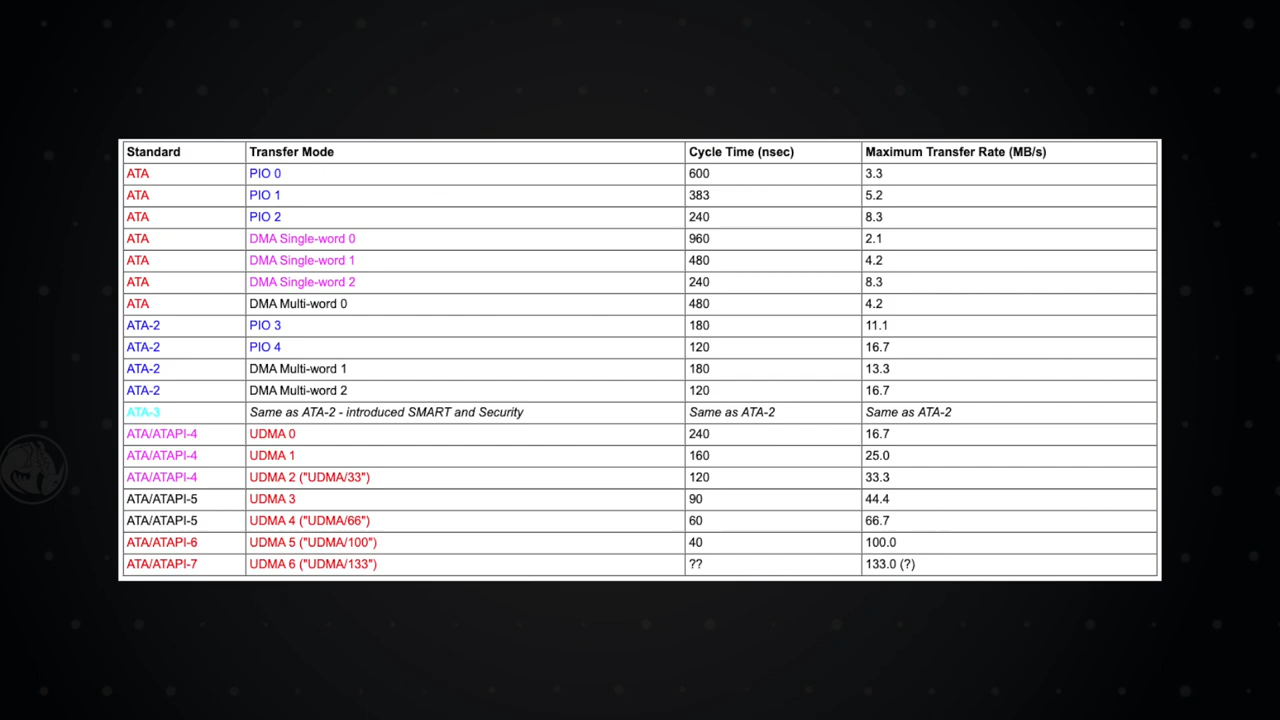 Standard Transfer Mode Cycle Time (nsec) Maximum Transfer Rate (MB/s)
ATA PIO 0 600 3.3
ATA PIO 1 383 5.2
ATA PIO 2 240 8.3
ATA DMA Single-word 0 960 2.1
ATA DMA Single-word 1 480 4.2
ATA DMA Single-word 2 240 8.3
ATA DMA Multi-word 0 480 4.2
ATA-2 PIO 3 180 11.1
ATA-2 PIO 4 120 16.7
ATA-2 DMA Multi-word 1 180 13.3
ATA-2 DMA Multi-word 2 120 16.7
ATA-3 Same as ATA-2 - introduced SMART and Security Same as ATA-2 Same as ATA-2
ATA/ATAPI-4 UDMA 0 240 16.7
ATA/ATAPI-4 UDMA 1 160 25.0
ATA/ATAPI-4 UDMA 2 ("UDMA/33") 120 33.3
ATA/ATAPI-5 UDMA 3 90 44.4
ATA/ATAPI-5 UDMA 4 ("UDMA/66") 60 66.7
ATA/ATAPI-6 UDMA 5 ("UDMA/100") 40 100.0
ATA/ATAPI-7 UDMA 6 ("UDMA/133") ?? 133.0 (?)